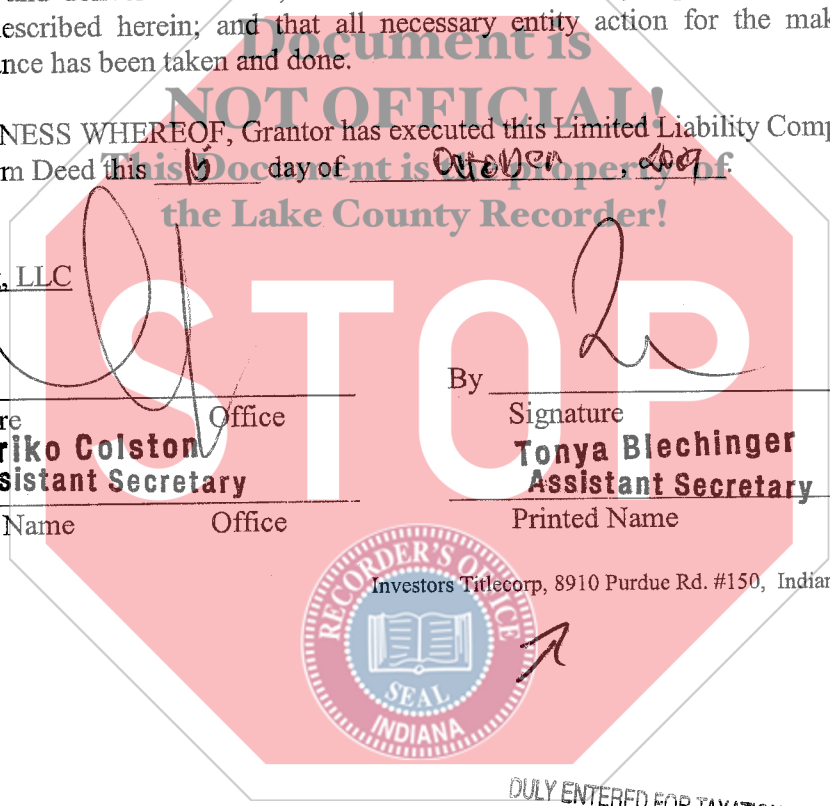 escribed herein; and that all necessary entity action for the mak
nce has been taken and done.
Document is
NOT OFFICIAL!
This Document is the property of
the Lake County Recorder!
NESS WHEREOF, Grantor has executed this Limited Liability Comp
m Deed this 15 day of October, 2009.
, LLC
STOP
By
re Office
Signature
riko Colston
sistant Secretary
Tonya Blechinger
Assistant Secretary
Name Office
Printed Name
RECORDER'S OFFICE
SEAL
INDIANA
Investors Titlecorp, 8910 Purdue Rd. #150, Indian
DULY ENTERED FOR TAXATION